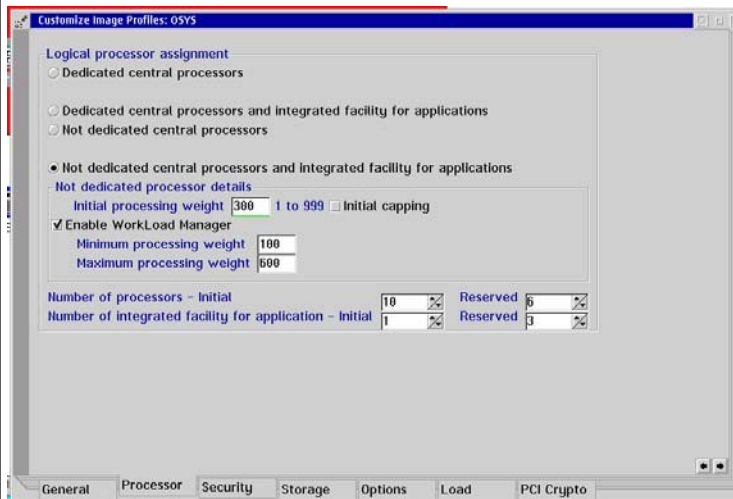 Customize Image Profiles: OSYS
Logical processor assignment
Dedicated central processors
Dedicated central processors and integrated facility for applications
Not dedicated central processors
Not dedicated central processors and integrated facility for applications
Not dedicated processor details
Initial processing weight 300 1 to 999 Initial capping
Enable WorkLoad Manager
Minimum processing weight 100
Maximum processing weight 600
Number of processors - Initial 10 Reserved 6
Number of integrated facility for application - Initial 1 Reserved 3
General Processor Security Storage Options Load PCI Crypto